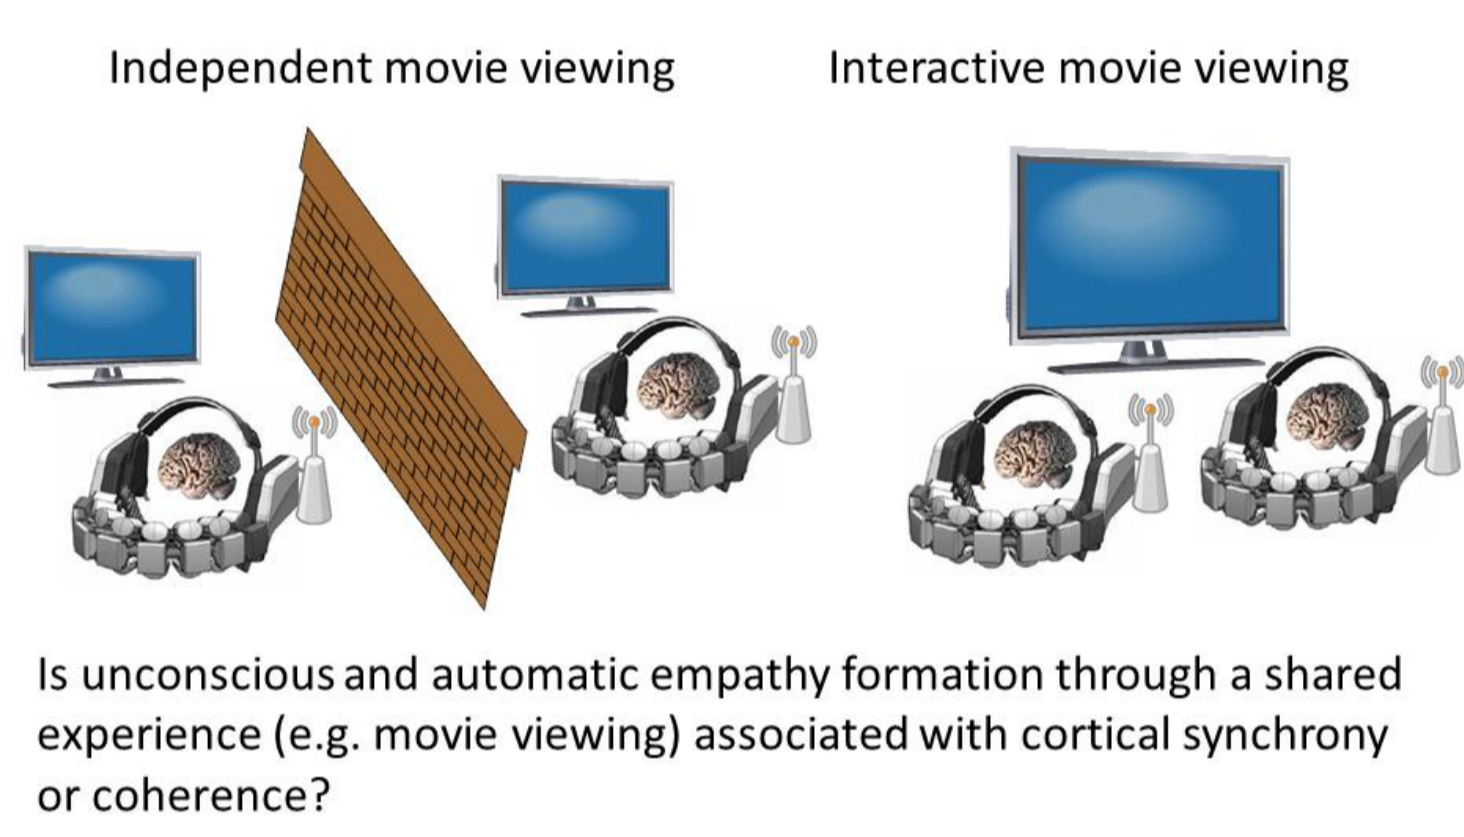 Independent movie viewing
Interactive movie viewing
Is unconscious and automatic empathy formation through a shared
experience (e.g. movie viewing) associated with cortical synchrony
or coherence?